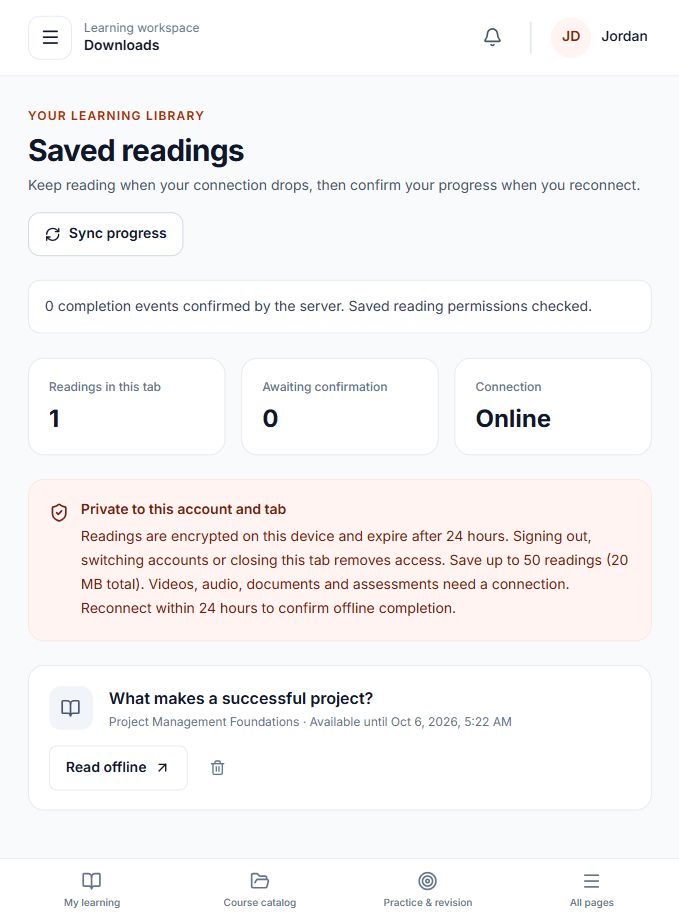 Learning workspace
Downloads
JD
Jordan
YOUR LEARNING LIBRARY
Saved readings
Keep reading when your connection drops, then confirm your progress when you reconnect.
Sync progress
0 completion events confirmed by the server. Saved reading permissions checked.
Readings in this tab
1
Awaiting confirmation
0
Connection
Online
Private to this account and tab
Readings are encrypted on this device and expire after 24 hours. Signing out,
switching accounts or closing this tab removes access. Save up to 50 readings (20
MB total). Videos, audio, documents and assessments need a connection.
Reconnect within 24 hours to confirm offline completion.
What makes a successful project?
Project Management Foundations · Available until Oct 6, 2026, 5:22 AM
Read offline
My learning
Course catalog
Practice & revision
All pages